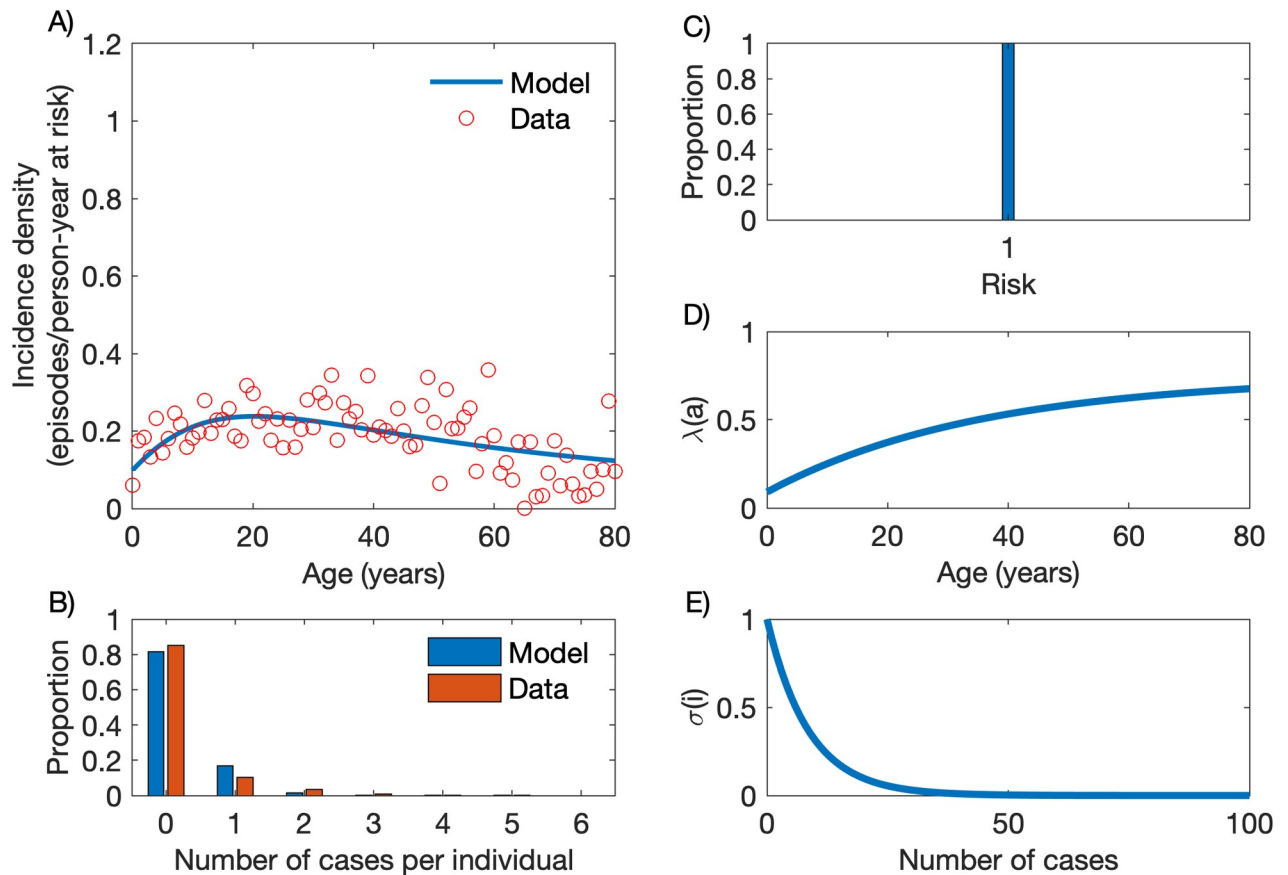 A)
1.2
1
0.8
0.6
0.4
0.2
0
Incidence density
(episodes/person-year at risk)
Model
Data
0 20 40 60 80
Age (years)
B)
1
0.8
0.6
0.4
0.2
0
Proportion
Model
Data
0 1 2 3 4 5 6
Number of cases per individual
C)
1
0.8
0.6
0.4
0.2
0
Proportion
1
Risk
D)
1
0.5
0
λ(a)
0 20 40 60 80
Age (years)
E)
1
0.5
0
σ(i)
0 50 100
Number of cases